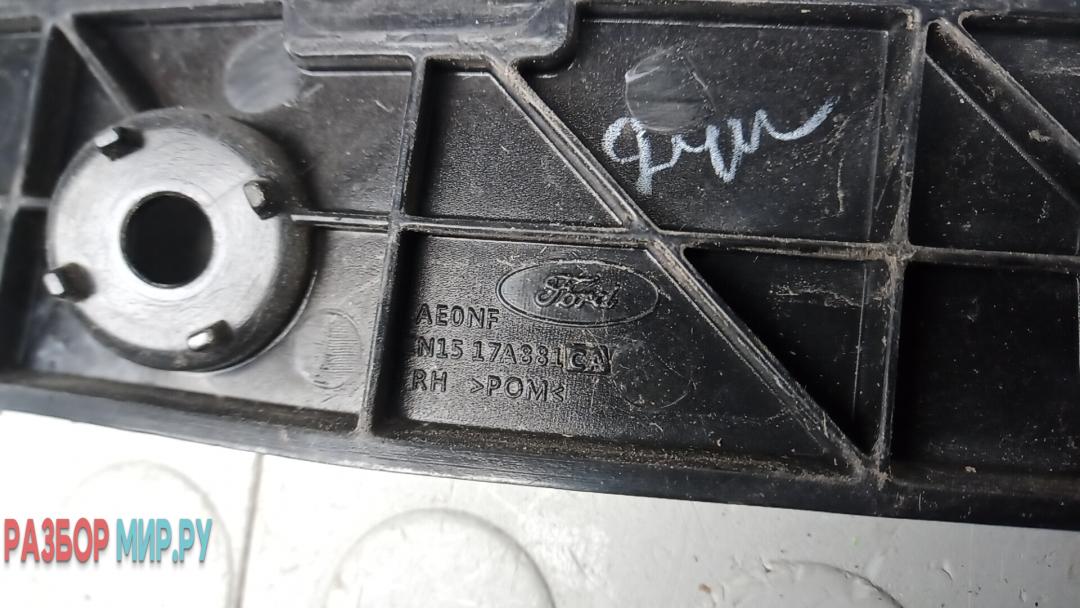 Ford
AE0NF
N15 17A881 CA
RH >POM<
РАЗБОР МИР.РУ